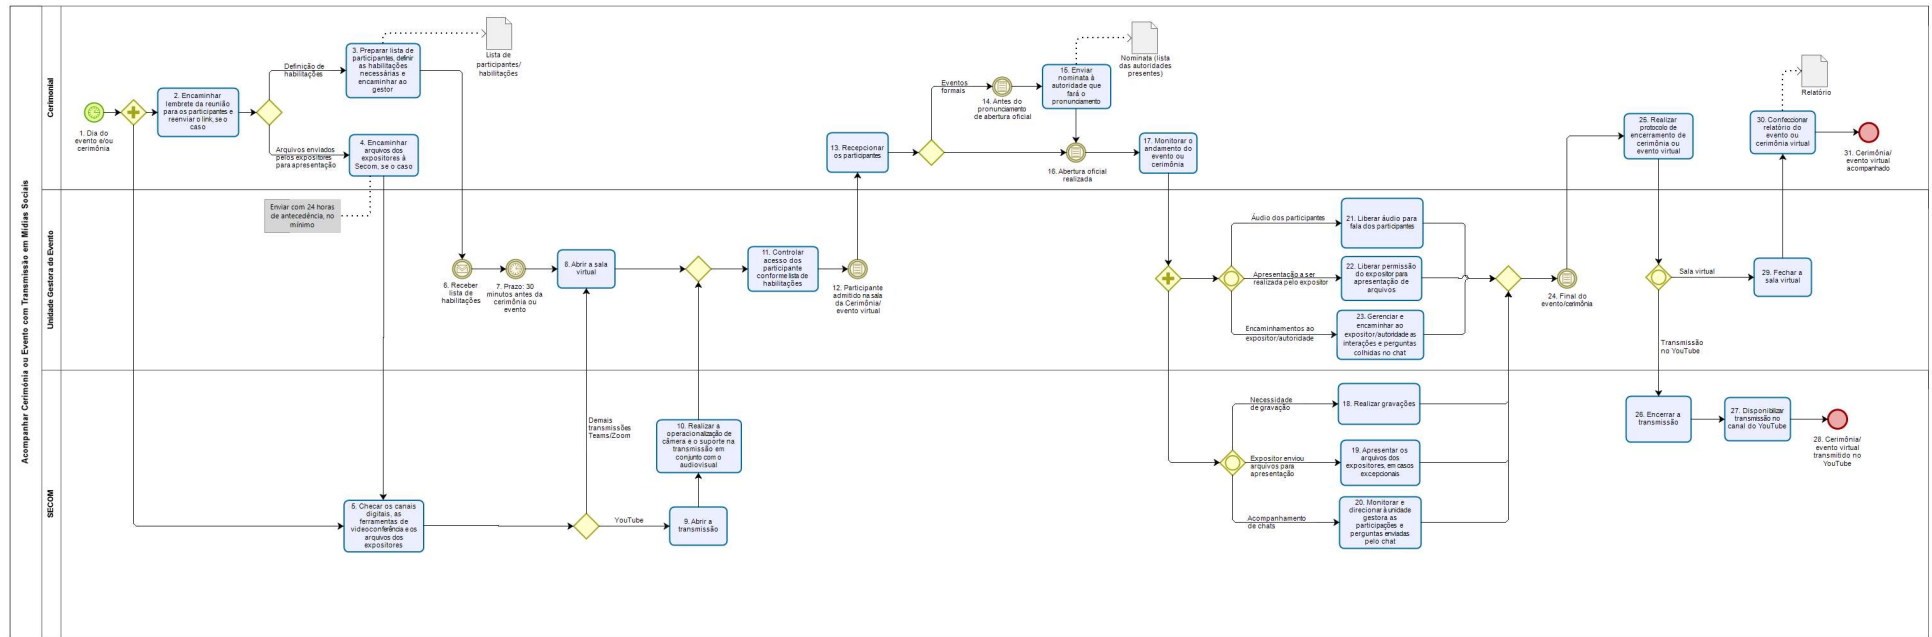 Acompanhar Cerimônia ou Evento com Transmissão em Mídias Sociais
Cerimonial
1. Dia do
evento e/ou
cerimônia
2. Encaminhar
lembrete da reunião
para os participantes e
reenviar o link, se o
caso
Definição de
habilitações
3. Preparar lista de
participantes, definir
as habilitações
necessárias e
encaminhar ao
gestor
Lista de
participantes/
habilitações
Arquivos enviados
pelos expositores
para apresentação
4. Encaminhar
arquivos dos
expositores à
Secom, se o caso
Enviar com 24 horas
de antecedência, no
mínimo
13. Recepcionar
os participantes
Eventos
formais
14. Antes do
pronunciamento
de abertura oficial
15. Enviar
nominata à
autoridade que
fará o
pronunciamento
Nominata (lista
das autoridades
presentes)
16. Abertura oficial
realizada
17. Monitorar o
andamento do
evento ou
cerimônia
25. Realizar
protocolo de
encerramento de
cerimônia ou
evento virtual
30. Confeccionar
relatório do
evento ou
cerimônia virtual
Relatório
31. Cerimônia/
evento virtual
acompanhado
Unidade Gestora do Evento
6. Receber
lista de
habilitações
7. Prazo: 30
minutos antes da
cerimônia ou
evento
8. Abrir a sala
virtual
11. Controlar
acesso dos
participante
conforme lista de
habilitações
12. Participante
admitido na sala
da Cerimônia/
evento virtual
Áudio dos participantes
21. Liberar áudio para
fala dos participantes
Apresentação a ser
realizada pelo expositor
22. Liberar permissão
do expositor para
apresentação de
arquivos
Encaminhamentos ao
expositor/autoridade
23. Gerenciar e
encaminhar ao
expositor/autoridade as
interações e perguntas
colhidas no chat
24. Final do
evento/cerimônia
Sala virtual
29. Fechar a
sala virtual
Transmissão
no YouTube
SECOM
5. Checar os canais
digitais, as
ferramentas de
videoconferência e os
arquivos dos
expositores
Demais
transmissões
Teams/Zoom
YouTube
9. Abrir a
transmissão
10. Realizar a
operacionalização de
câmera e o suporte na
transmissão em
conjunto com o
audiovisual
Necessidade
de gravação
18. Realizar gravações
Expositor enviou
arquivos para
apresentação
19. Apresentar os
arquivos dos
expositores, em casos
excepcionais
Acompanhamento
de chats
20. Monitorar e
direcionar à unidade
gestora as
participações e
perguntas enviadas
pelo chat
26. Encerrar a
transmissão
27. Disponibilizar
transmissão no
canal do YouTube
28. Cerimônia/
evento virtual
transmitido no
YouTube